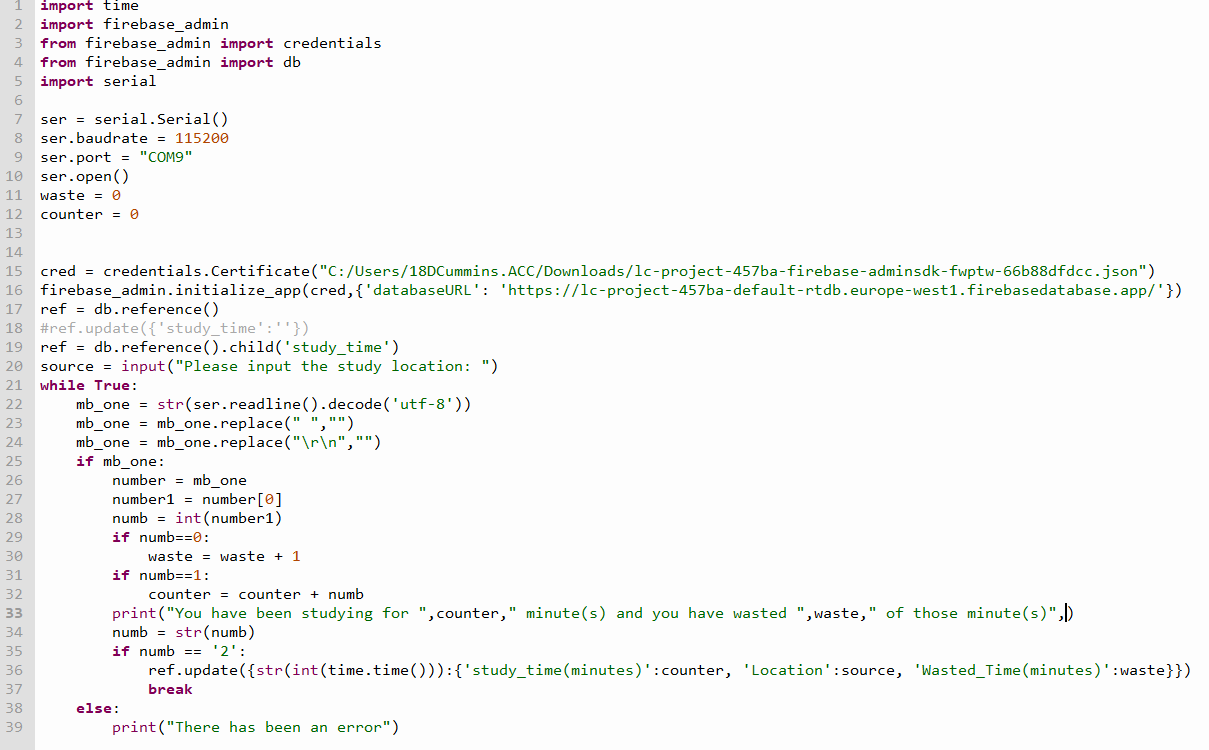 1 import time
2 import firebase_admin
3 from firebase_admin import credentials
4 from firebase_admin import db
5 import serial
6
7 ser = serial.Serial()
8 ser.baudrate = 115200
9 ser.port = "COM9"
10 ser.open()
11 waste = 0
12 counter = 0
13
14
15 cred = credentials.Certificate("C:/Users/18DCummins.ACC/Downloads/lc-project-457ba-firebase-adminsdk-fwptw-66b88dfdcc.json")
16 firebase_admin.initialize_app(cred,{'databaseURL': 'https://lc-project-457ba-default-rtdb.europe-west1.firebasedatabase.app/'})
17 ref = db.reference()
18 #ref.update({'study_time':''})
19 ref = db.reference().child('study_time')
20 source = input("Please input the study location: ")
21 while True:
22     mb_one = str(ser.readline().decode('utf-8'))
23     mb_one = mb_one.replace(" ","")
24     mb_one = mb_one.replace("\r\n","")
25     if mb_one:
26         number = mb_one
27         number1 = number[0]
28         numb = int(number1)
29         if numb==0:
30             waste = waste + 1
31         if numb==1:
32             counter = counter + numb
33         print("You have been studying for ",counter," minute(s) and you have wasted ",waste," of those minute(s)",)
34         numb = str(numb)
35         if numb == '2':
36             ref.update({str(int(time.time())):{'study_time(minutes)':counter, 'Location':source, 'Wasted_Time(minutes)':waste}})
37             break
38     else:
39         print("There has been an error")